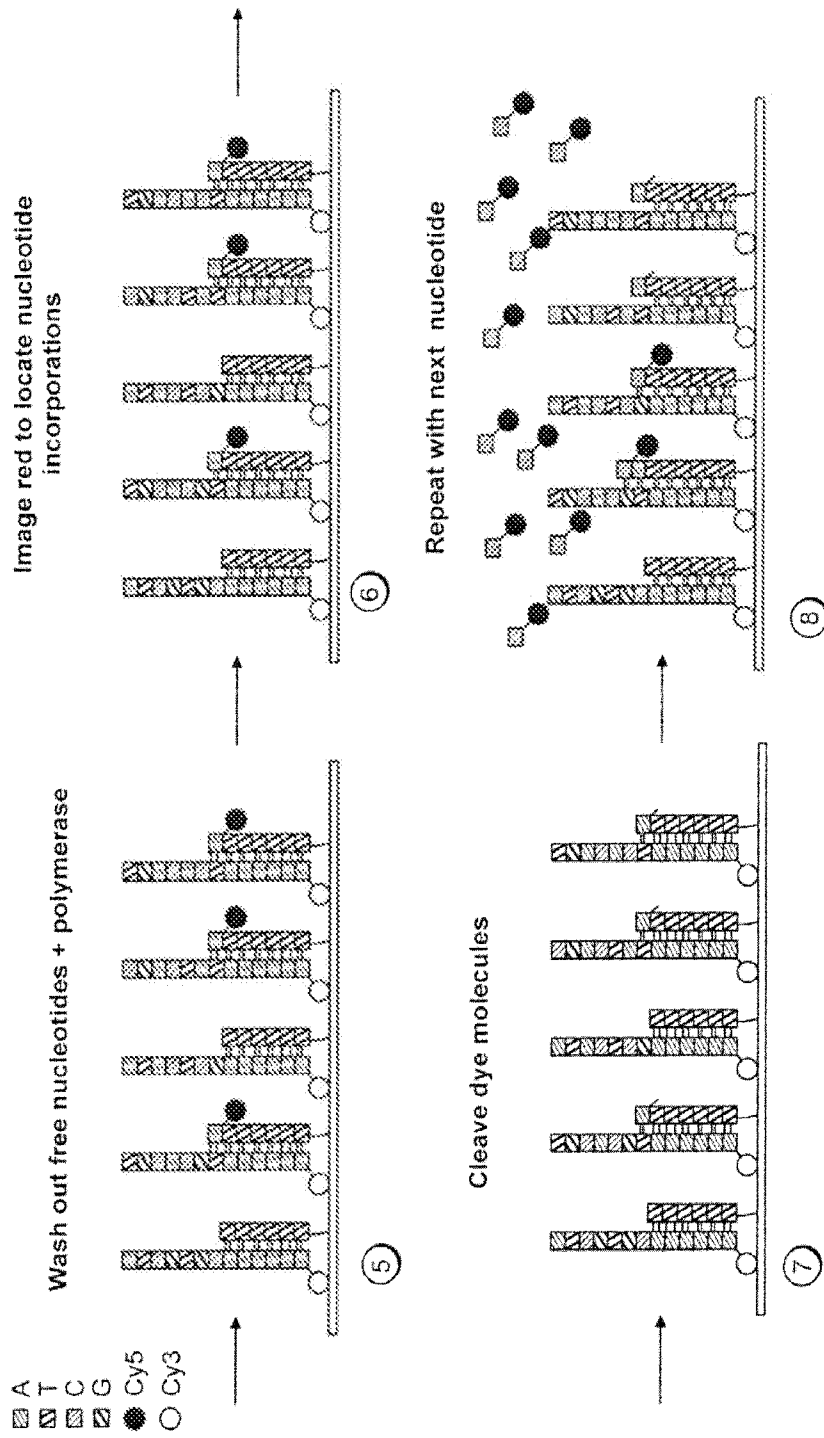 A
T
C
G
Cy5
Cy3
Wash out free nucleotides + polymerase
5
Image red to locate nucleotide
incorporations
6
Cleave dye molecules
7
Repeat with next nucleotide
8